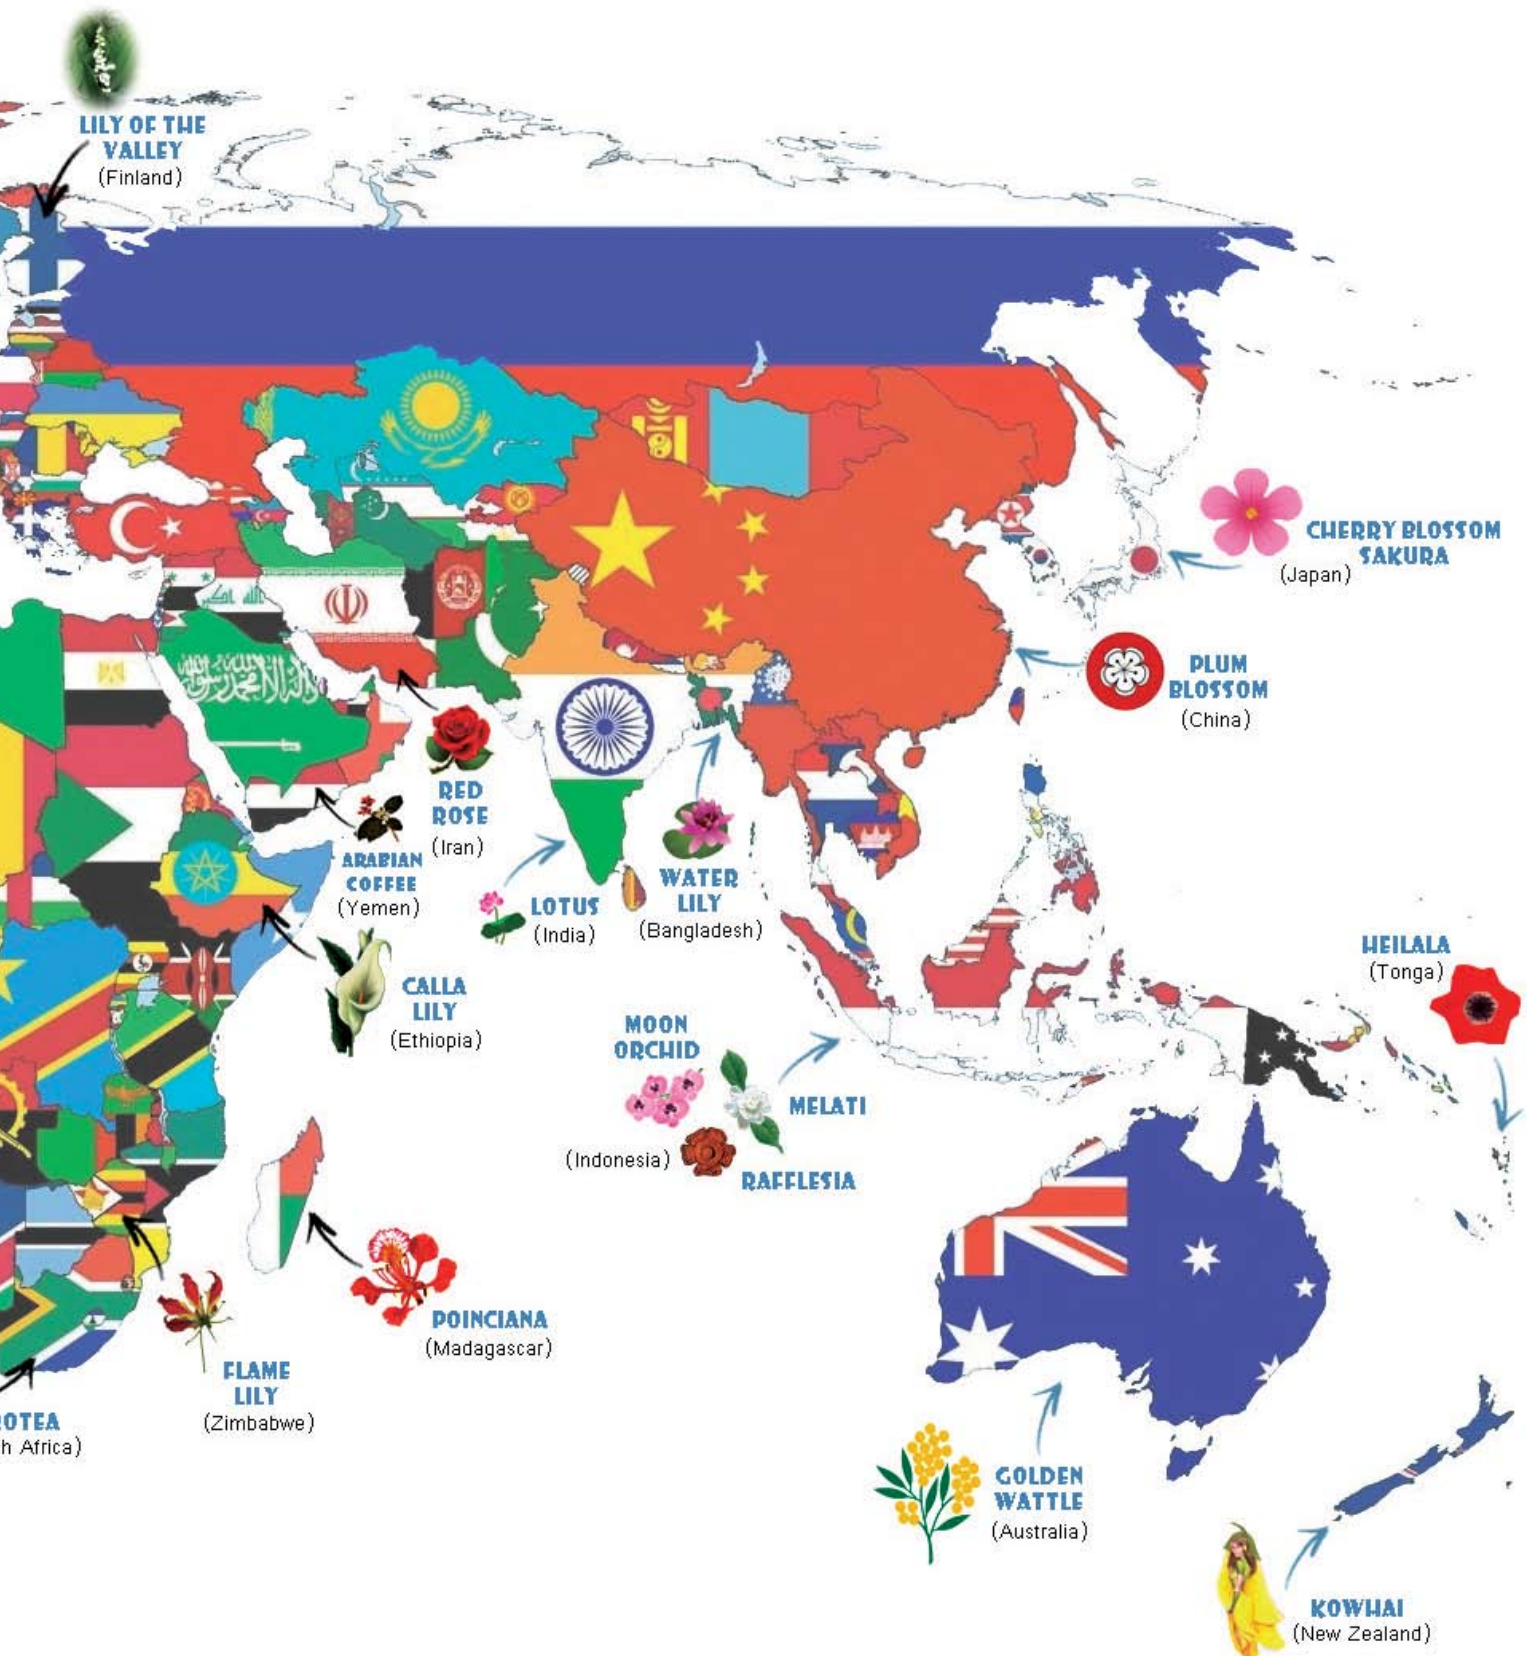 LILY OF THE
VALLEY
(Finland)
CHERRY BLOSSOM
SAKURA
(Japan)
PLUM
BLOSSOM
(China)
RED
ROSE
(Iran)
ARABIAN
COFFEE
(Yemen)
LOTUS
(India)
WATER
LILY
(Bangladesh)
HEILALA
(Tonga)
CALLA
LILY
(Ethiopia)
MOON
ORCHID
MELATI
(Indonesia)
RAFFLESIA
POINCIANA
(Madagascar)
FLAME
LILY
(Zimbabwe)
ROTEA
h Africa)
GOLDEN
WATTLE
(Australia)
KOWHAI
(New Zealand)